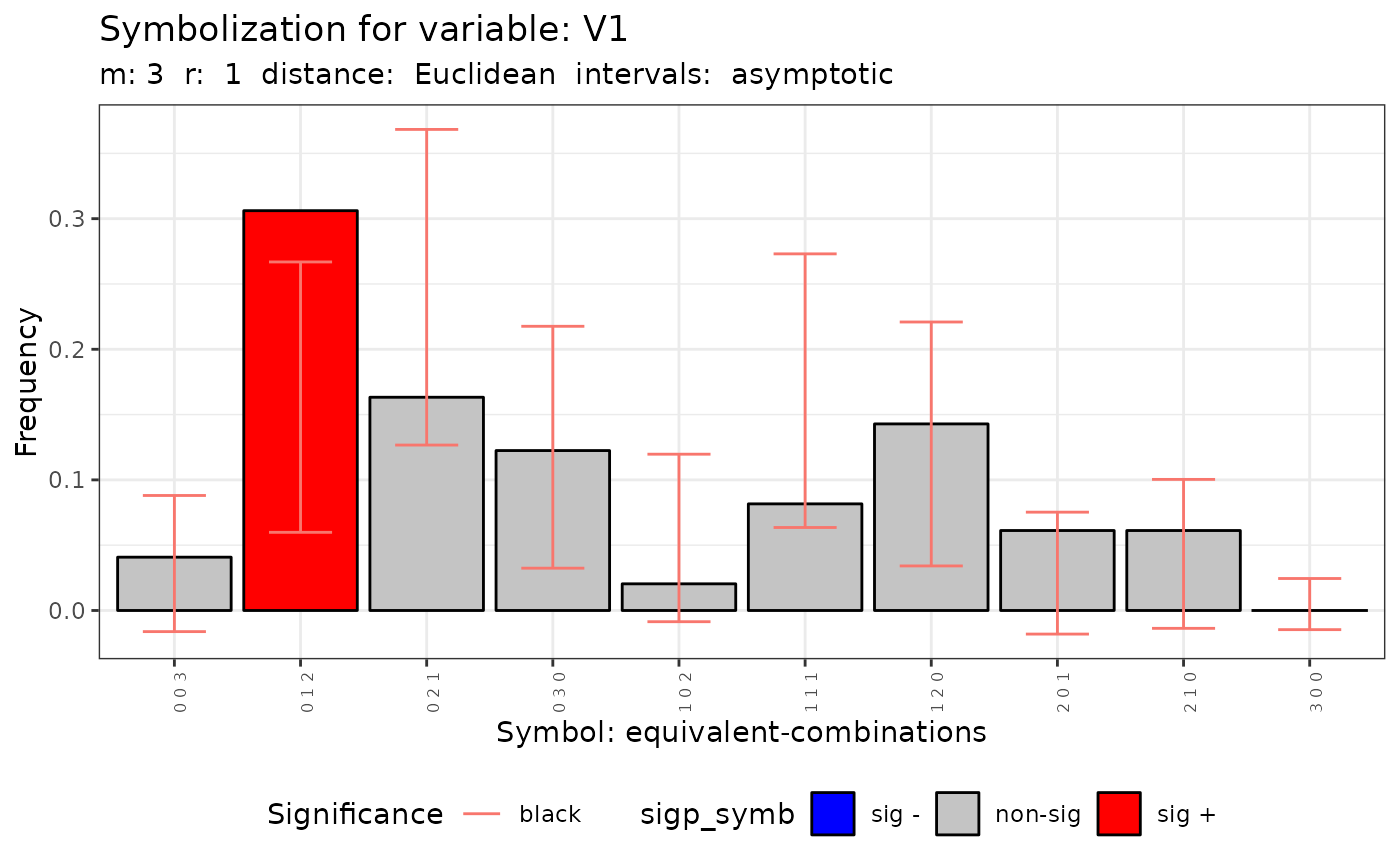 Symbolization for variable: V1
m: 3 r: 1 distance: Euclidean intervals: asymptotic
Frequency
0.3
0.2
0.1
0.0
0 0 3
0 1 2
0 2 1
0 3 0
1 0 2
1 1 1
1 2 0
2 0 1
2 1 0
3 0 0
Symbol: equivalent-combinations
Significance black sigp_symb sig - non-sig sig +